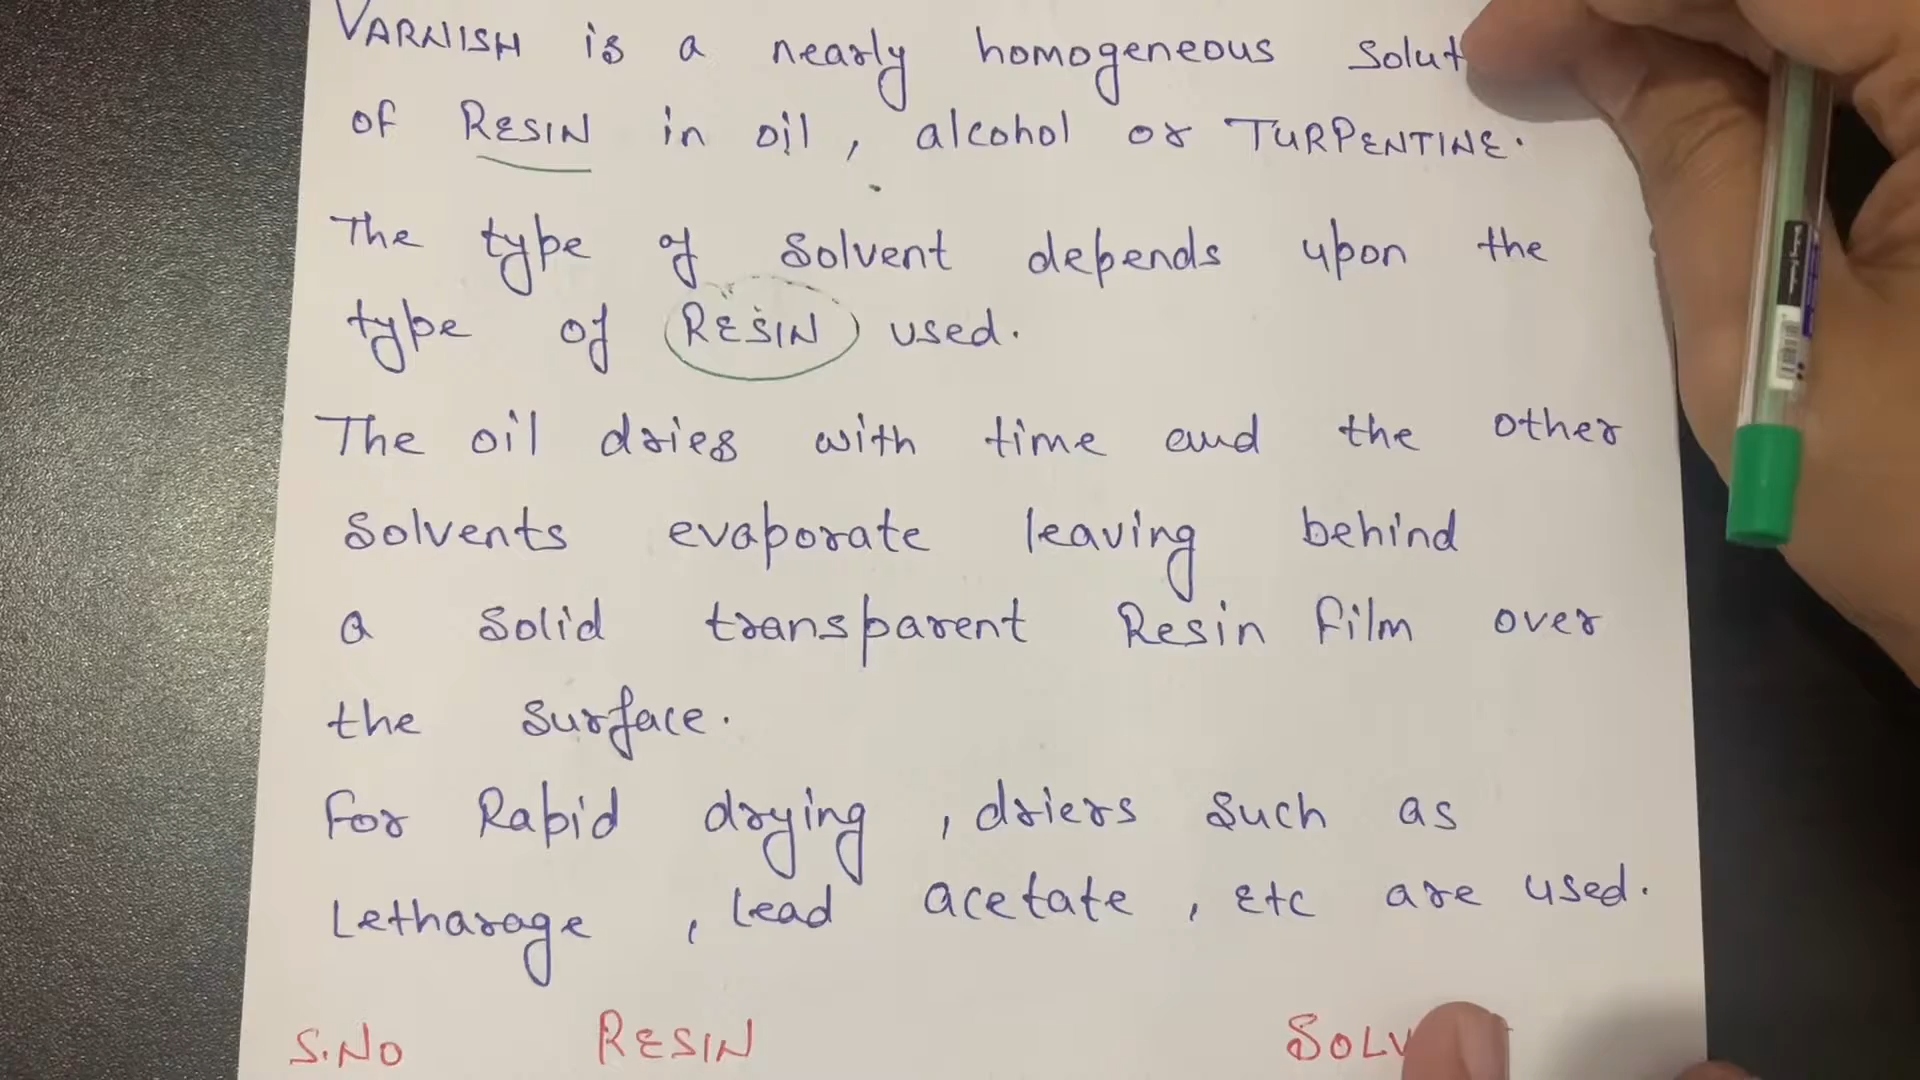 VARNISH is a nearly homogeneous Solut
of RESIN in oil, alcohol or TURPENTINE.
The type of Solvent depends upon the
type of RESIN used.
The oil dries with time and the other
Solvents evaporate leaving behind
a Solid transparent Resin film over
the Surface.
For Rapid drying, driers Such as
Letharage, lead acetate, Etc are used.
S.No RESIN SOLV